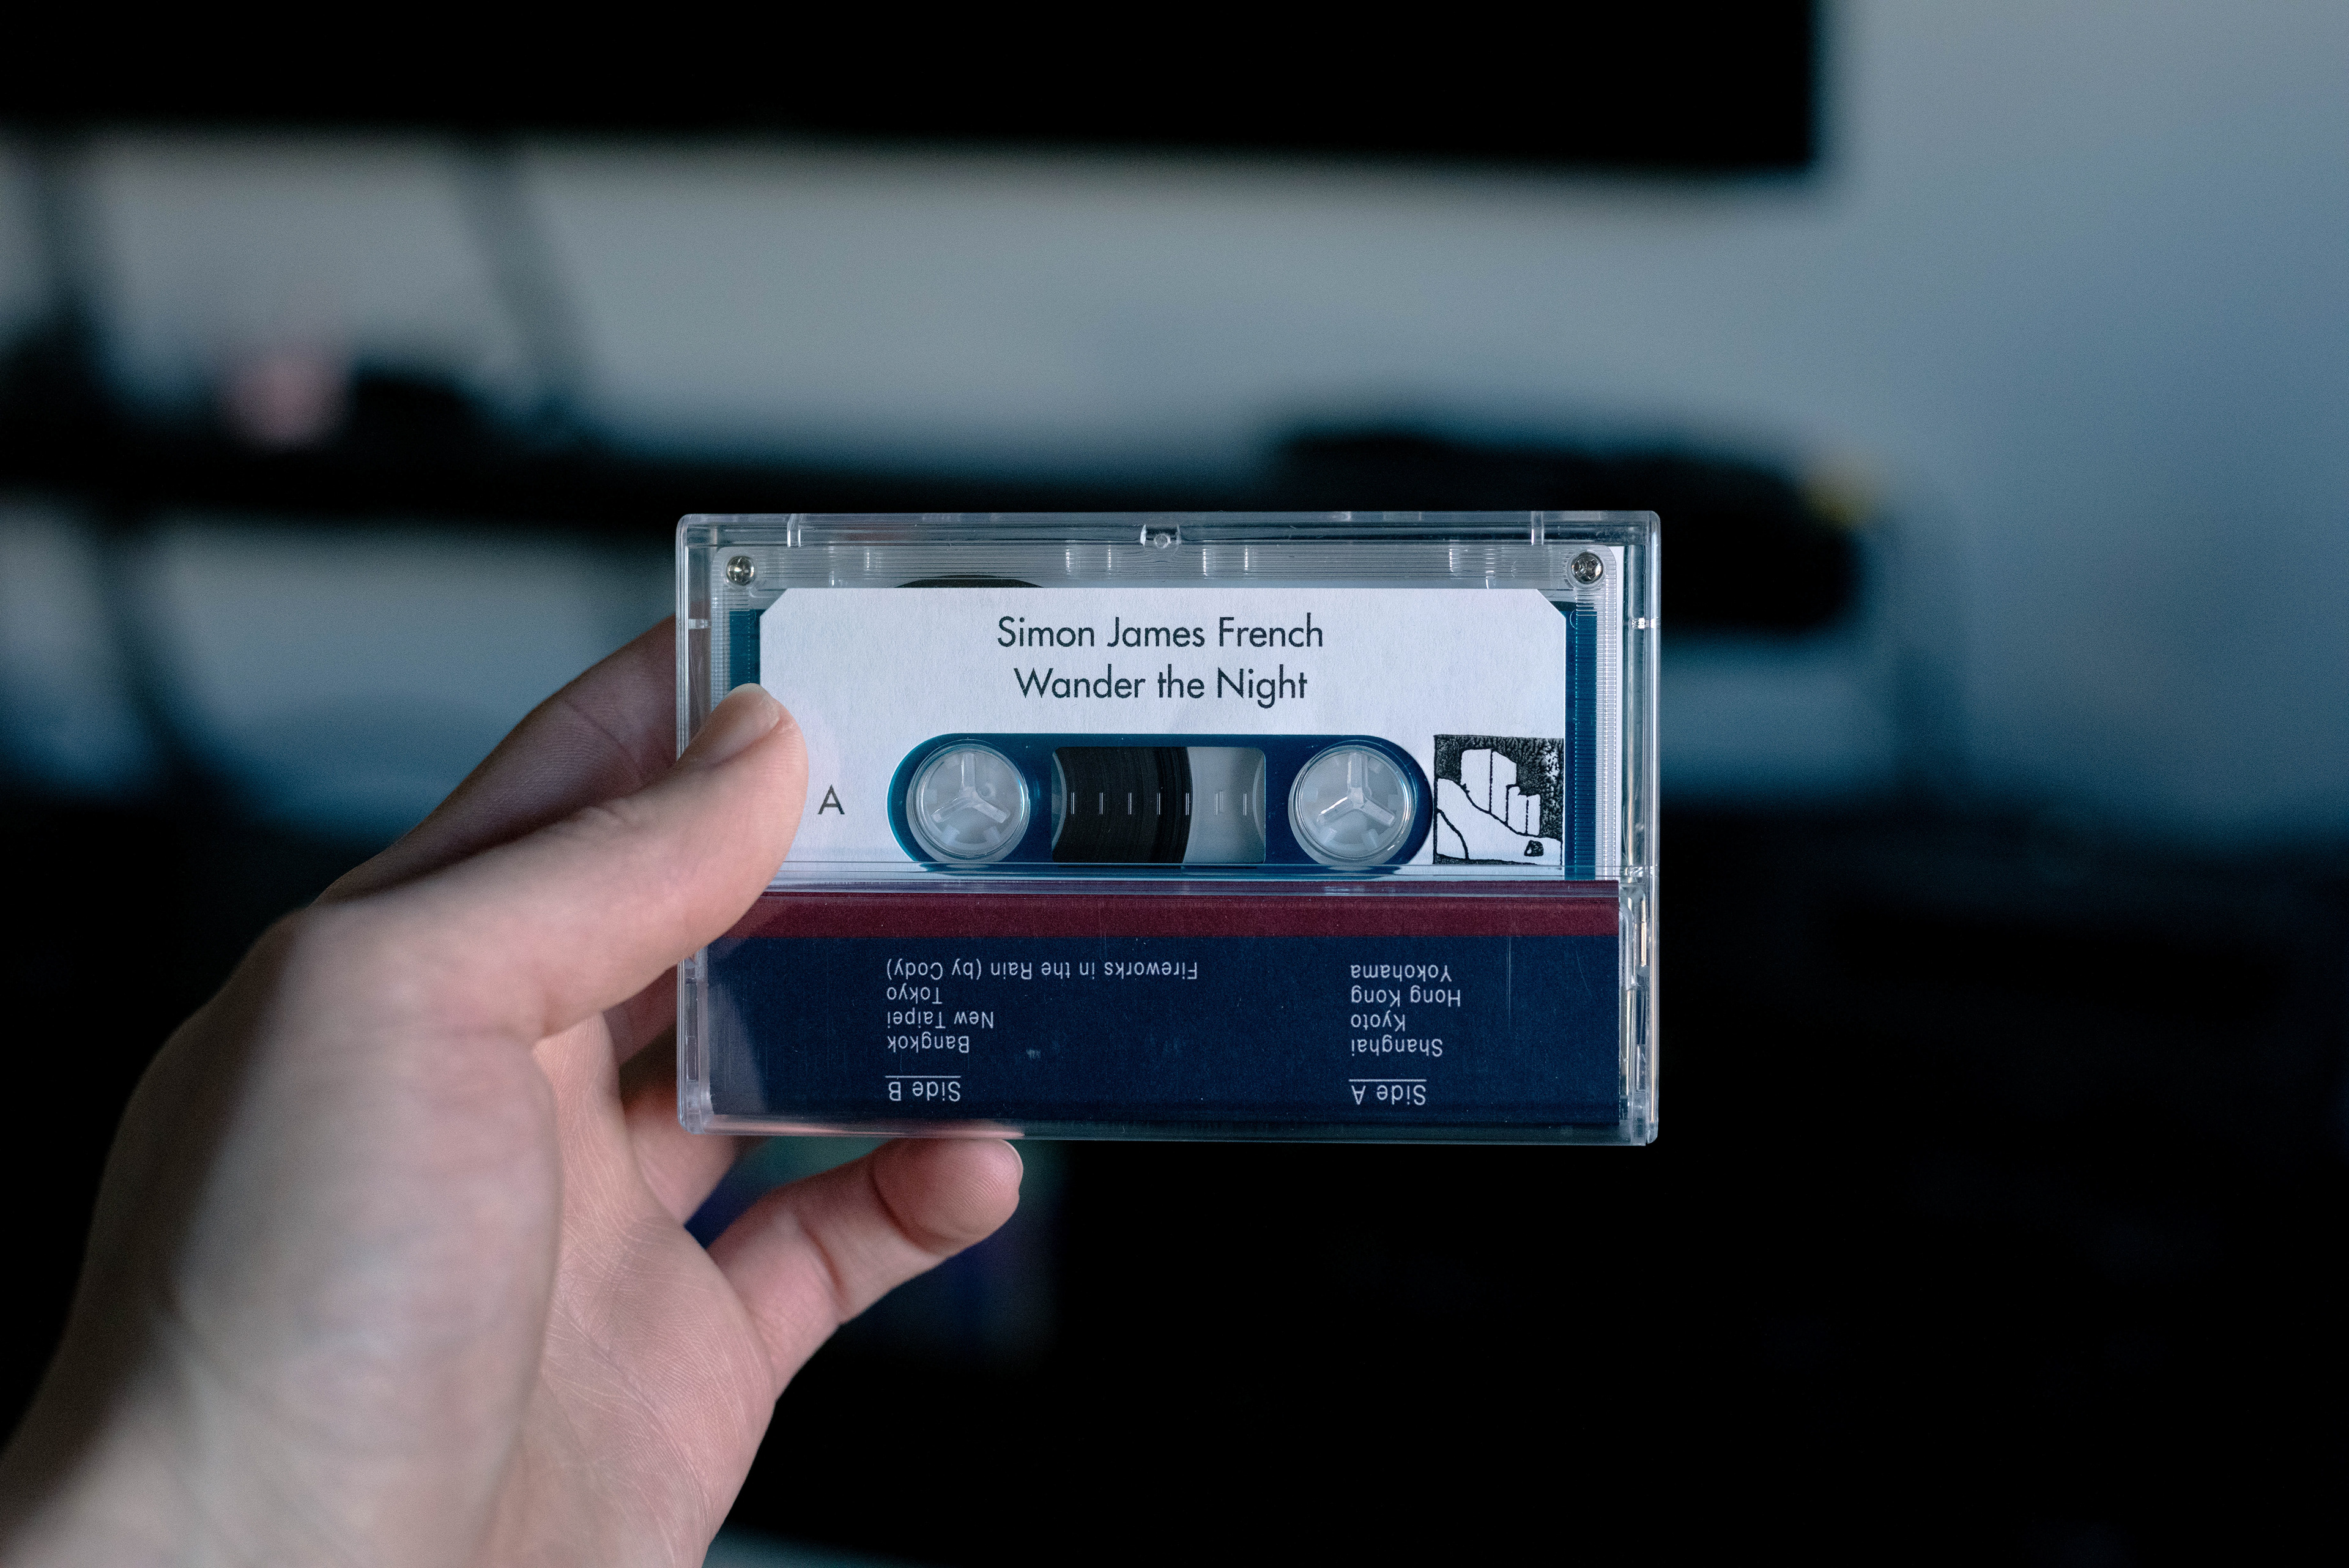 Simon James French
Wander the Night
A
Side A
Shanghai
Kyoto
Hong Kong
Yokohama
Side B
Bangkok
New Taipei
Tokyo
Fireworks in the Rain (by Cody)